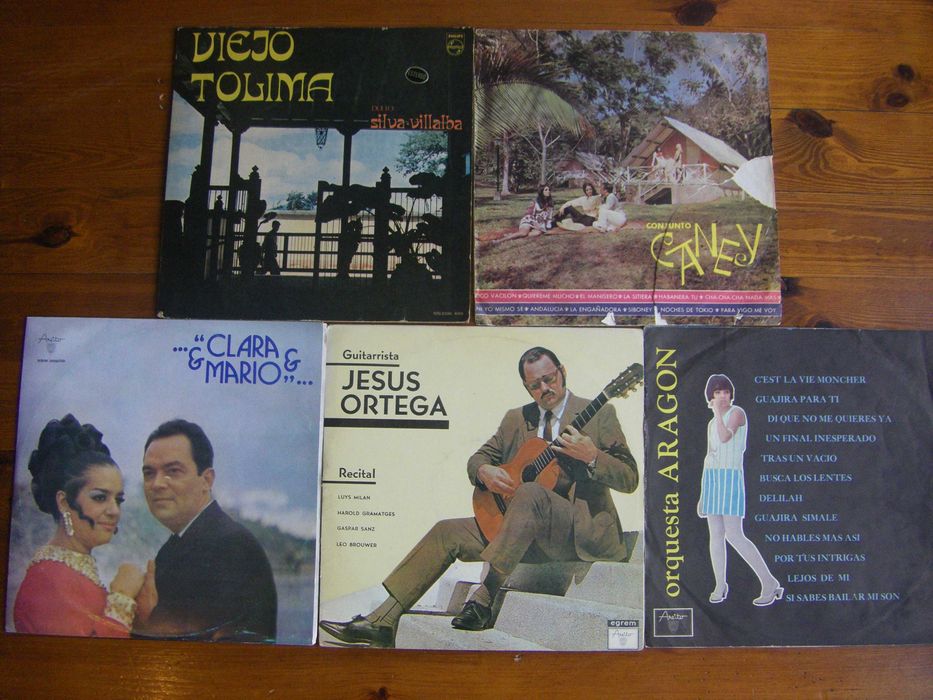 VIEJO
TOLIMA
PHILIPS
ESTEREO
DUETO
silva y villalba
CONJUNTO
CANEY
QUIEREME MUCHO ★ EL MANISERO ★ LA SITIERA ★ HABANERA TU ★ CHA-CHA-CHA NADA MAS
NI YO MISMO SE ★ ANDALUCIA ★ LA ENGAÑADORA ★ SIBONEY ★ NOCHES DE TOKIO ★ PARA VIGO ME VOY
Areito
..."CLARA
& MARIO"&...
Guitarrista
JESUS
ORTEGA
Recital
LUYS MILAN
HAROLD GRAMATGES
GASPAR SANZ
LEO BROUWER
egrem
Areito
orquesta ARAGON
C'EST LA VIE MONCHER
GUAJIRA PARA TI
DI QUE NO ME QUIERES YA
UN FINAL INESPERADO
TRAS UN VACIO
BUSCA LOS LENTES
DELILAH
GUAJIRA SIMALE
NO HABLES MAS ASI
POR TUS INTRIGAS
LEJOS DE MI
SI SABES BAILAR MI SON
Areito